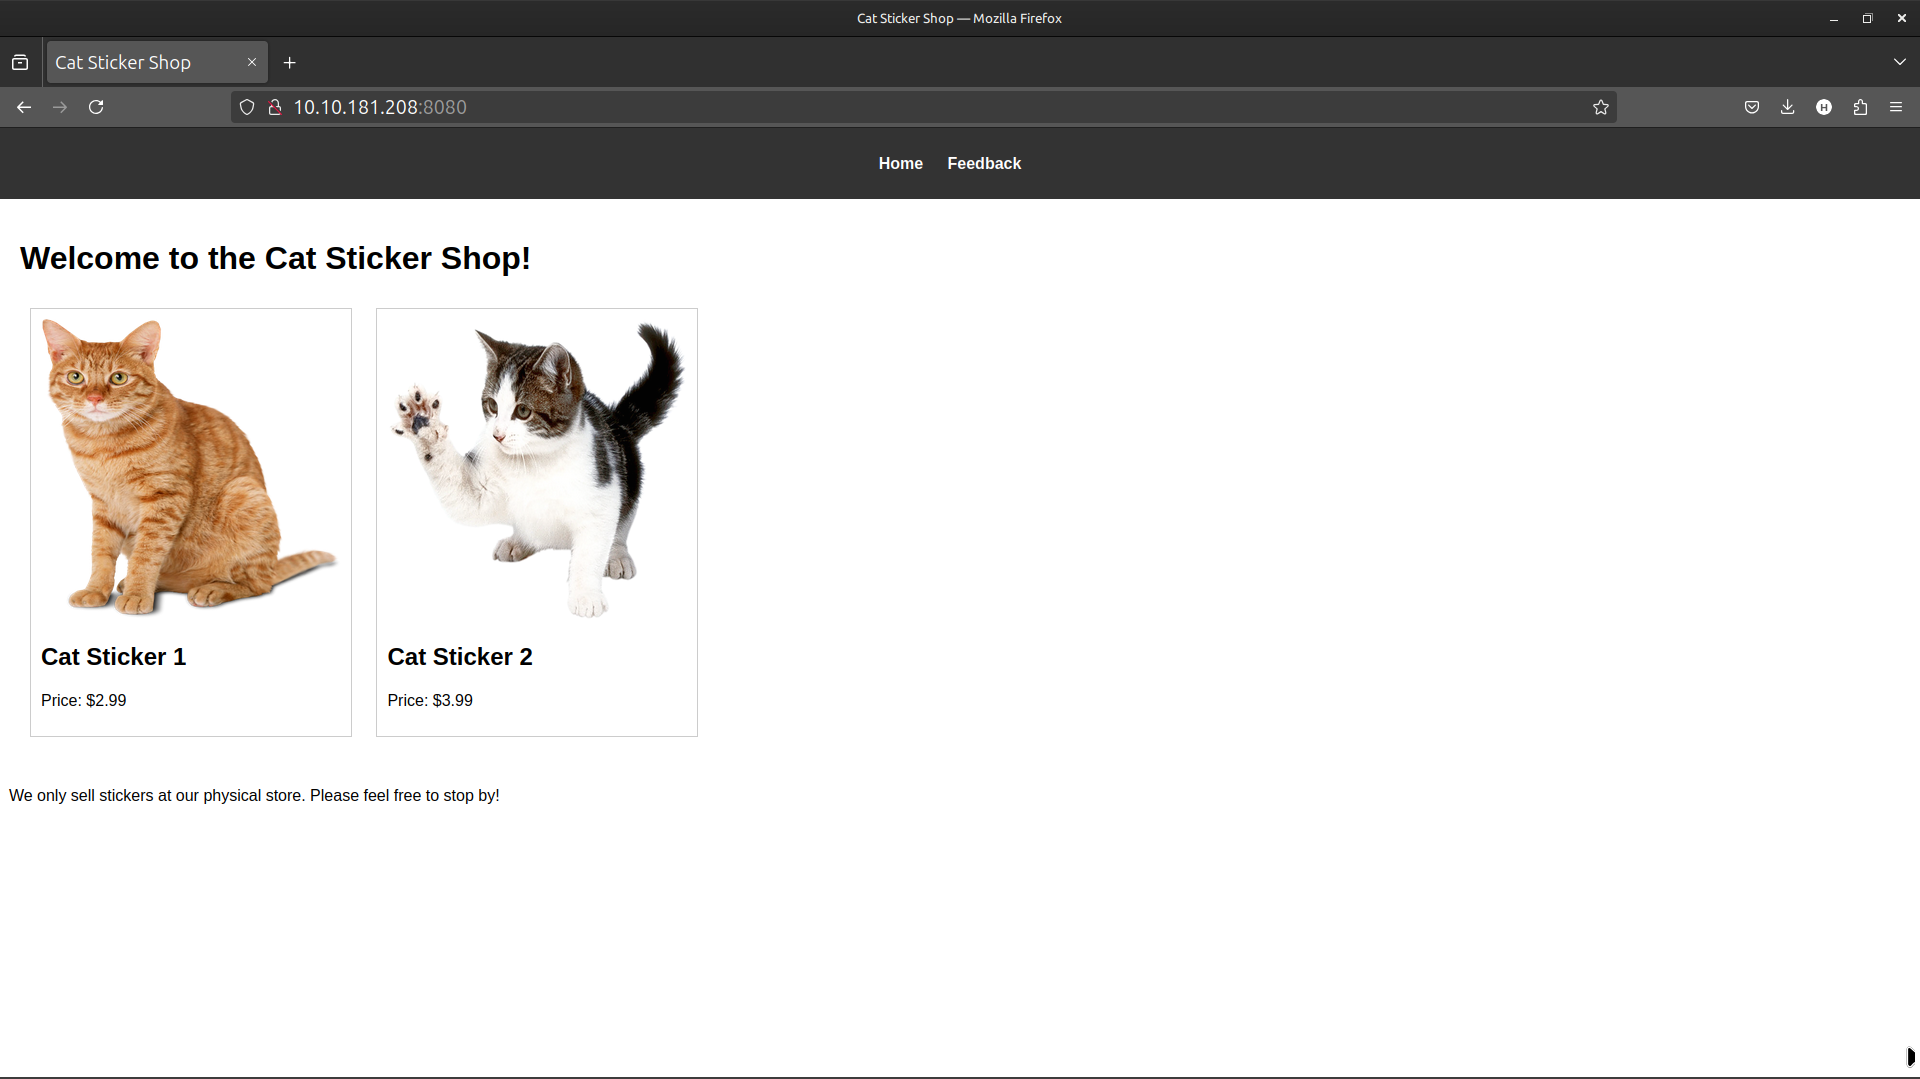 Cat Sticker Shop — Mozilla Firefox
Cat Sticker Shop
10.10.181.208:8080
H
Home Feedback
Welcome to the Cat Sticker Shop!
Cat Sticker 1 Cat Sticker 2
Price: $2.99 Price: $3.99
We only sell stickers at our physical store. Please feel free to stop by!